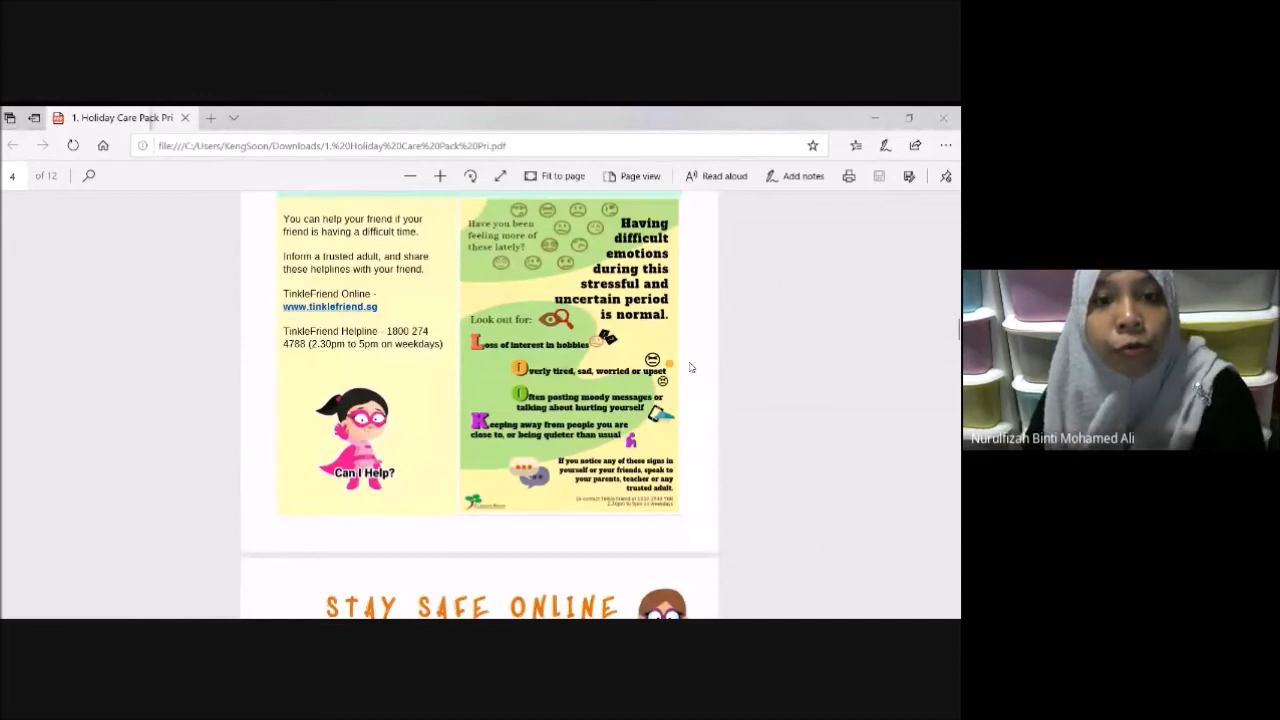 1. Holiday Care Pack Pri
file:///C:/Users/KengSoon/Downloads/1.%20Holiday%20Care%20Pack%20Pri.pdf
4 of 12
Fit to page
Page view
Read aloud
Add notes
You can help your friend if your
friend is having a difficult time.
Inform a trusted adult, and share
these helplines with your friend.
TinkleFriend Online -
www.tinklefriend.sg
TinkleFriend Helpline - 1800 274
4788 (2.30pm to 5pm on weekdays)
Can I Help?
Have you been
feeling more of
these lately?
Having
difficult
emotions
during this
stressful and
uncertain period
is normal.
Look out for:
Loss of interest in hobbies
Overly tired, sad, worried or upset
Often posting moody messages or
talking about hurting yourself
Keeping away from people you are
close to, or being quieter than usual
If you notice any of these signs in
yourself or your friends, speak to
your parents, teacher or any
trusted adult.
2.30pm to 5pm on weekdays
STAY SAFE ONLINE
Nurulfizah Binti Mohamed Ali